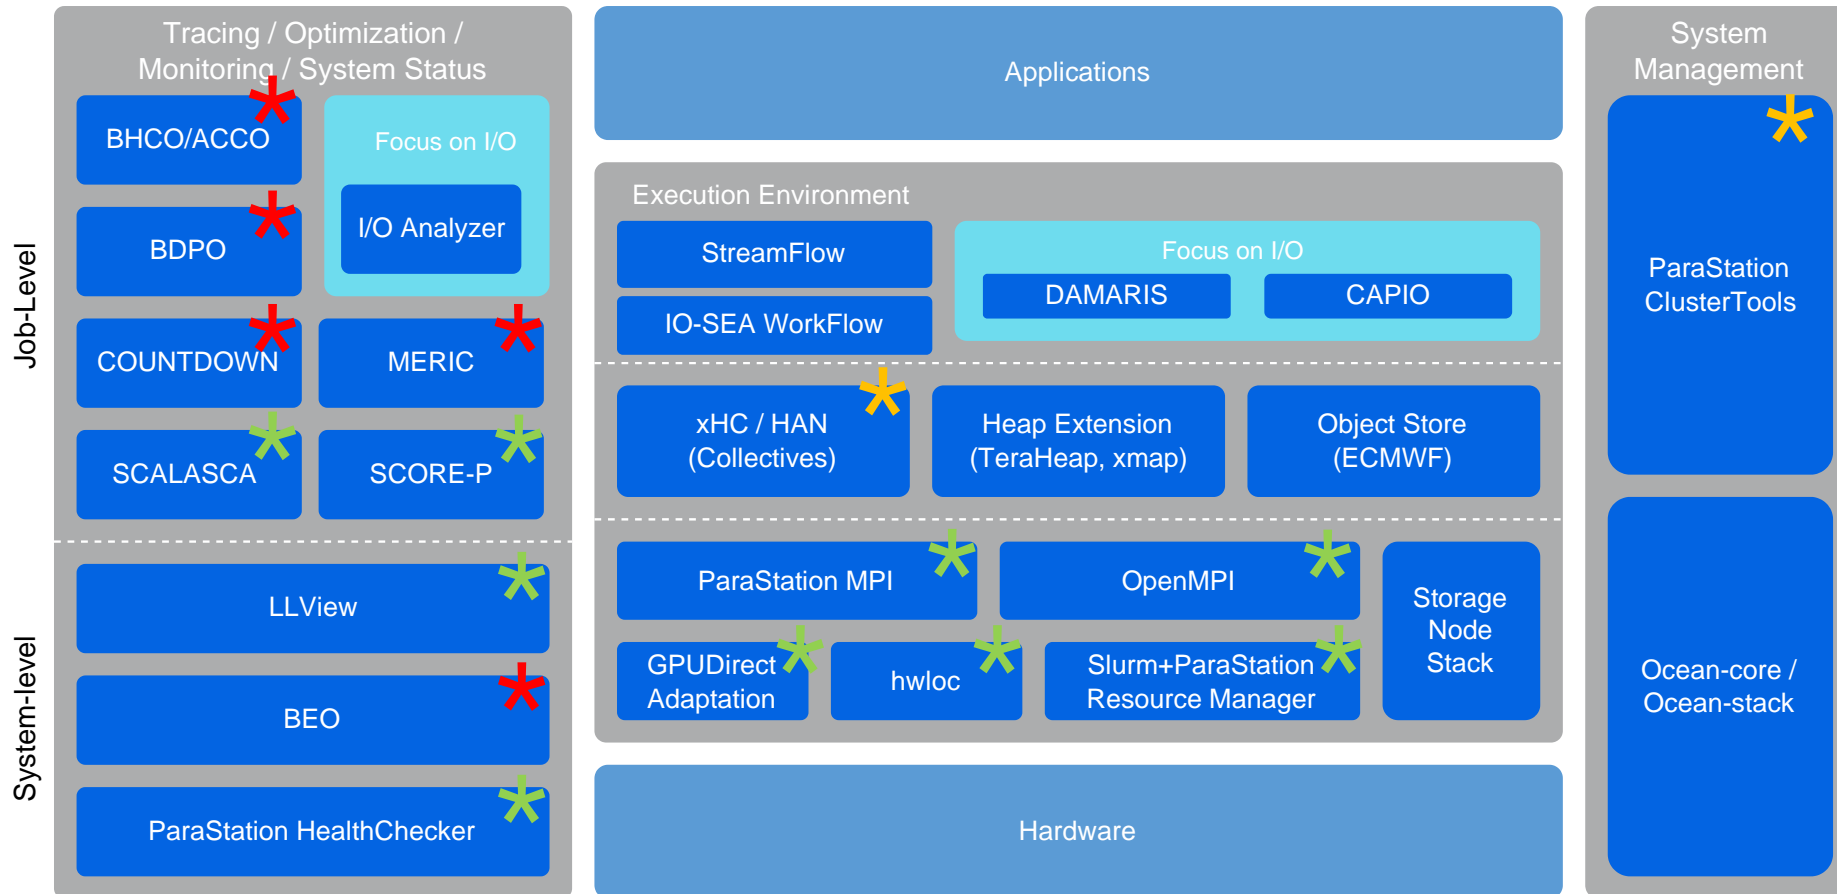 Tracing / Optimization /
Monitoring / System Status
BHCO/ACCO
Focus on I/O
I/O Analyzer
BDPO
COUNTDOWN
MERIC
SCALASCA
SCORE-P
LLView
BEO
ParaStation HealthChecker
Job-Level
System-level
Applications
Execution Environment
StreamFlow
IO-SEA WorkFlow
Focus on I/O
DAMARIS
CAPIO
xHC / HAN
(Collectives)
Heap Extension
(TeraHeap, xmap)
Object Store
(ECMWF)
ParaStation MPI
OpenMPI
Storage
Node
Stack
GPUDirect
Adaptation
hwloc
Slurm+ParaStation
Resource Manager
Hardware
System
Management
ParaStation
ClusterTools
Ocean-core /
Ocean-stack